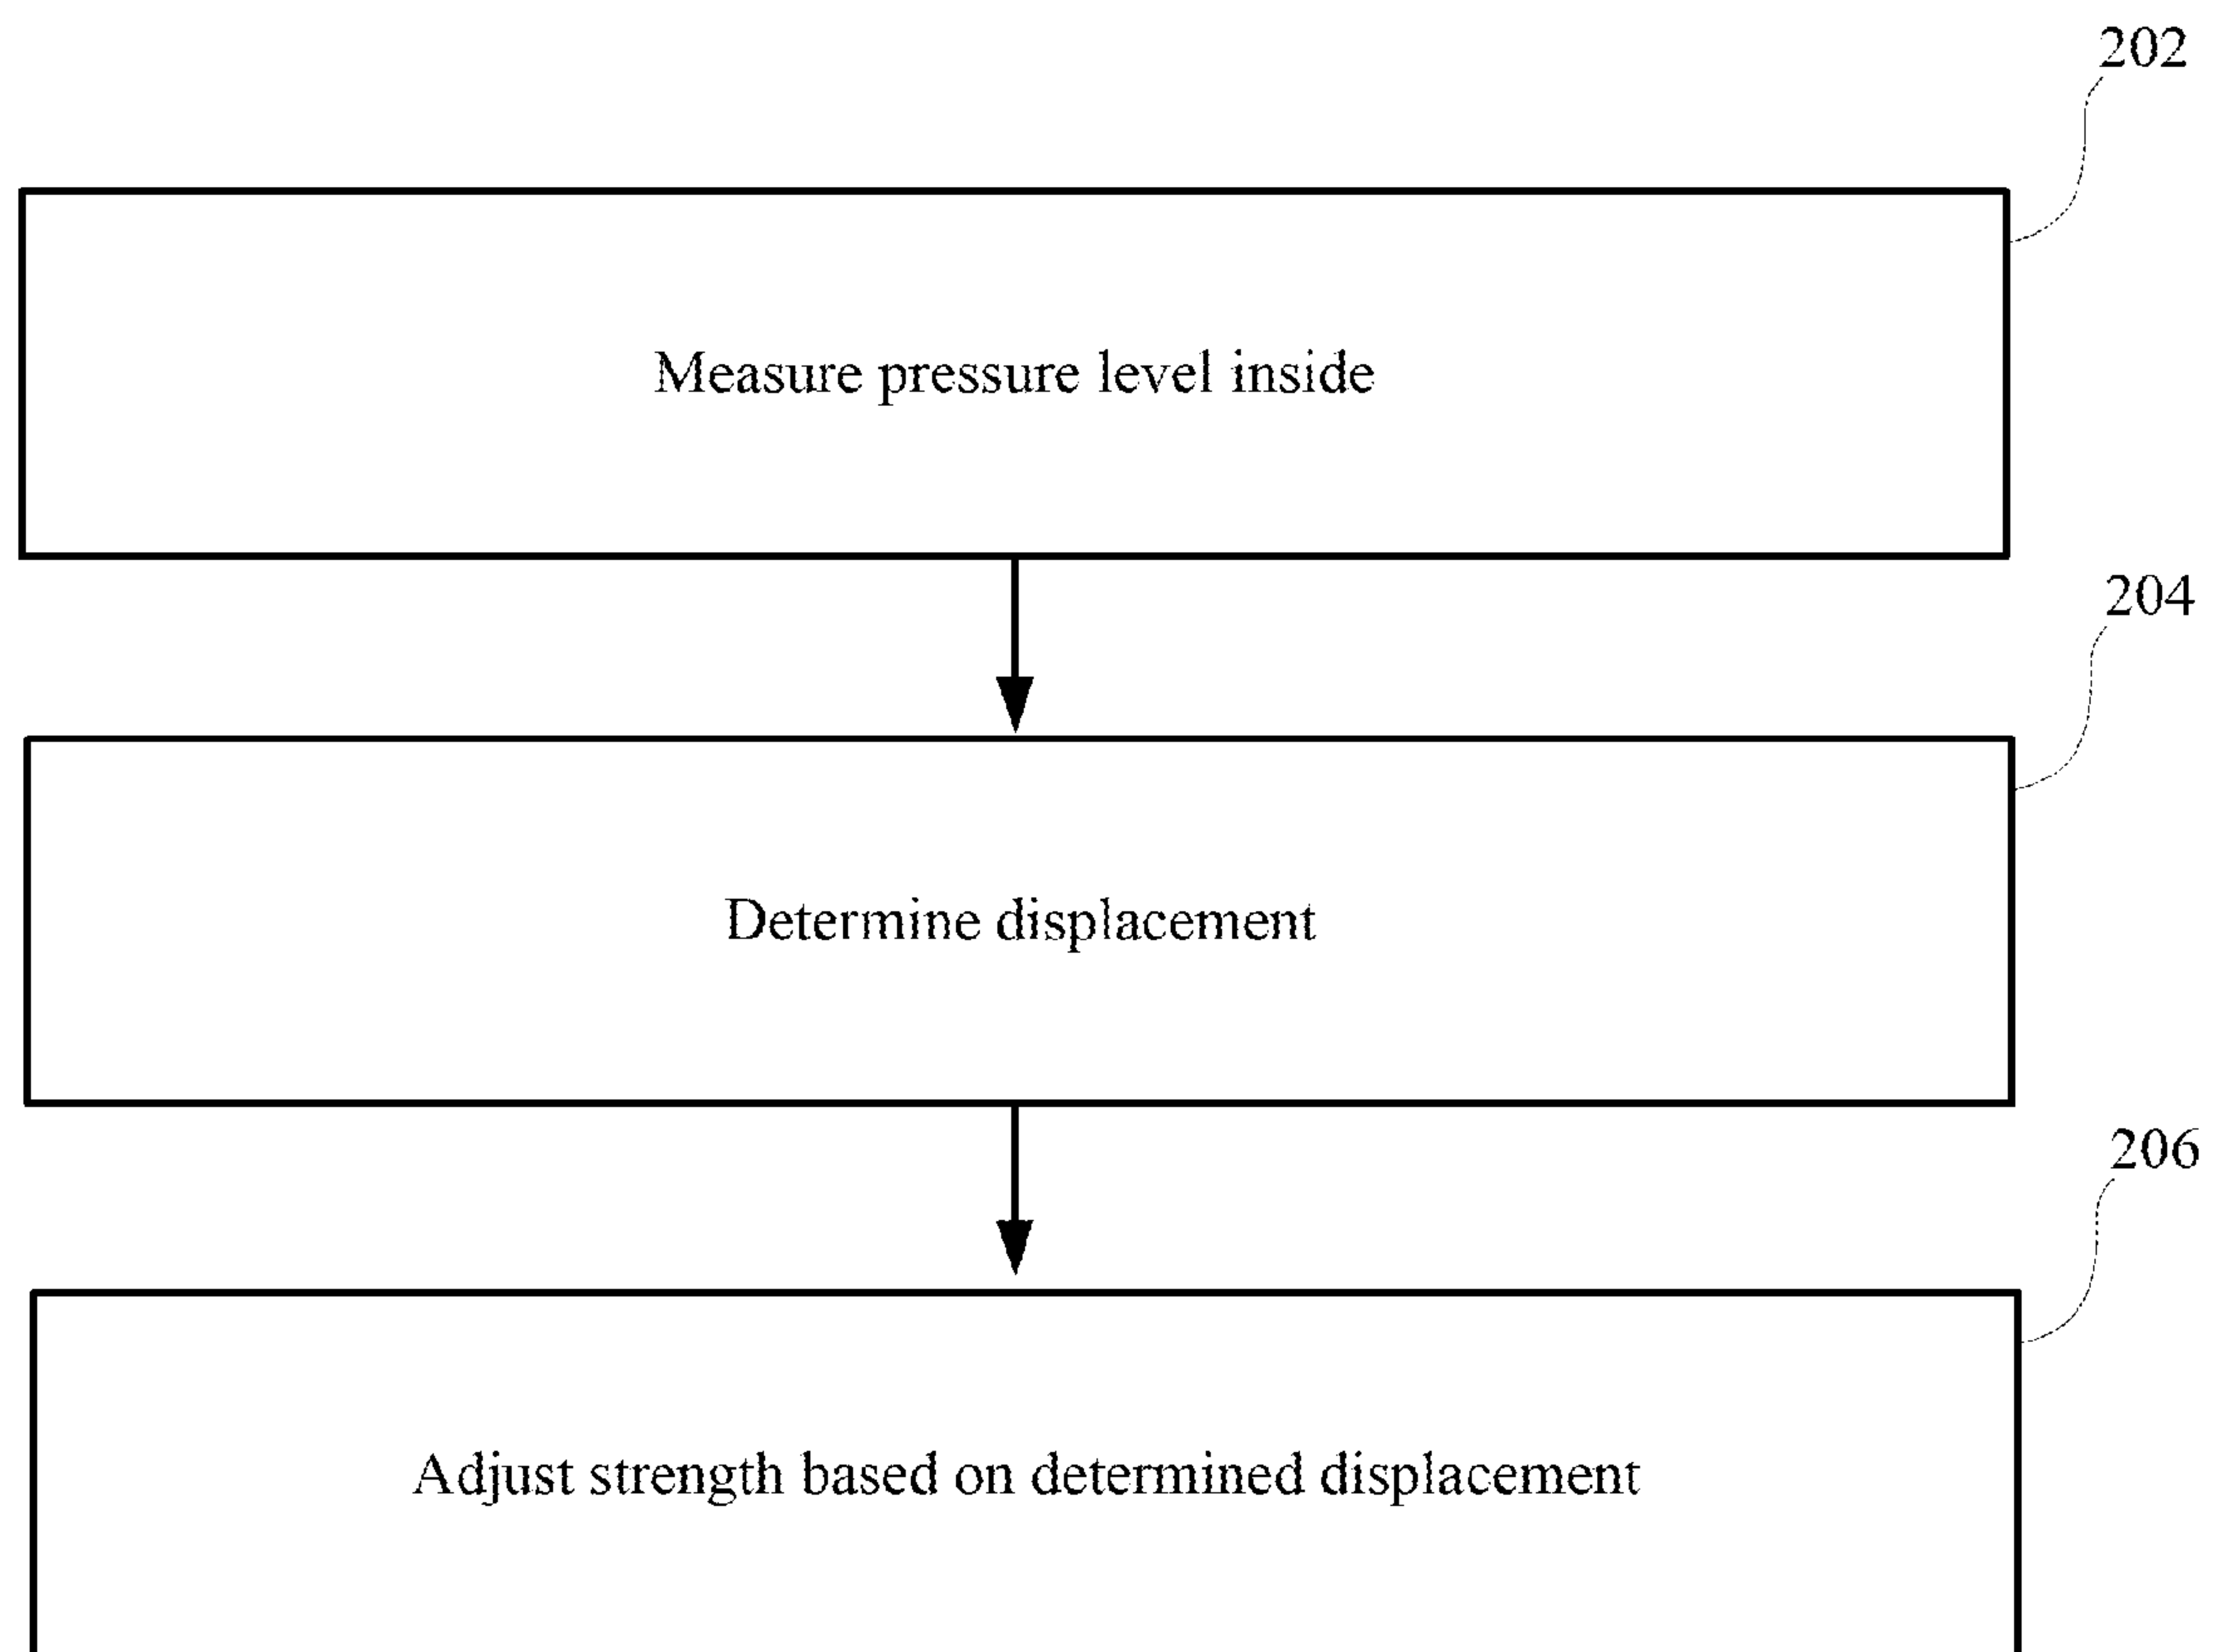 202
Measure pressure level inside
204
Determine displacement
206
Adjust strength based on determined displacement